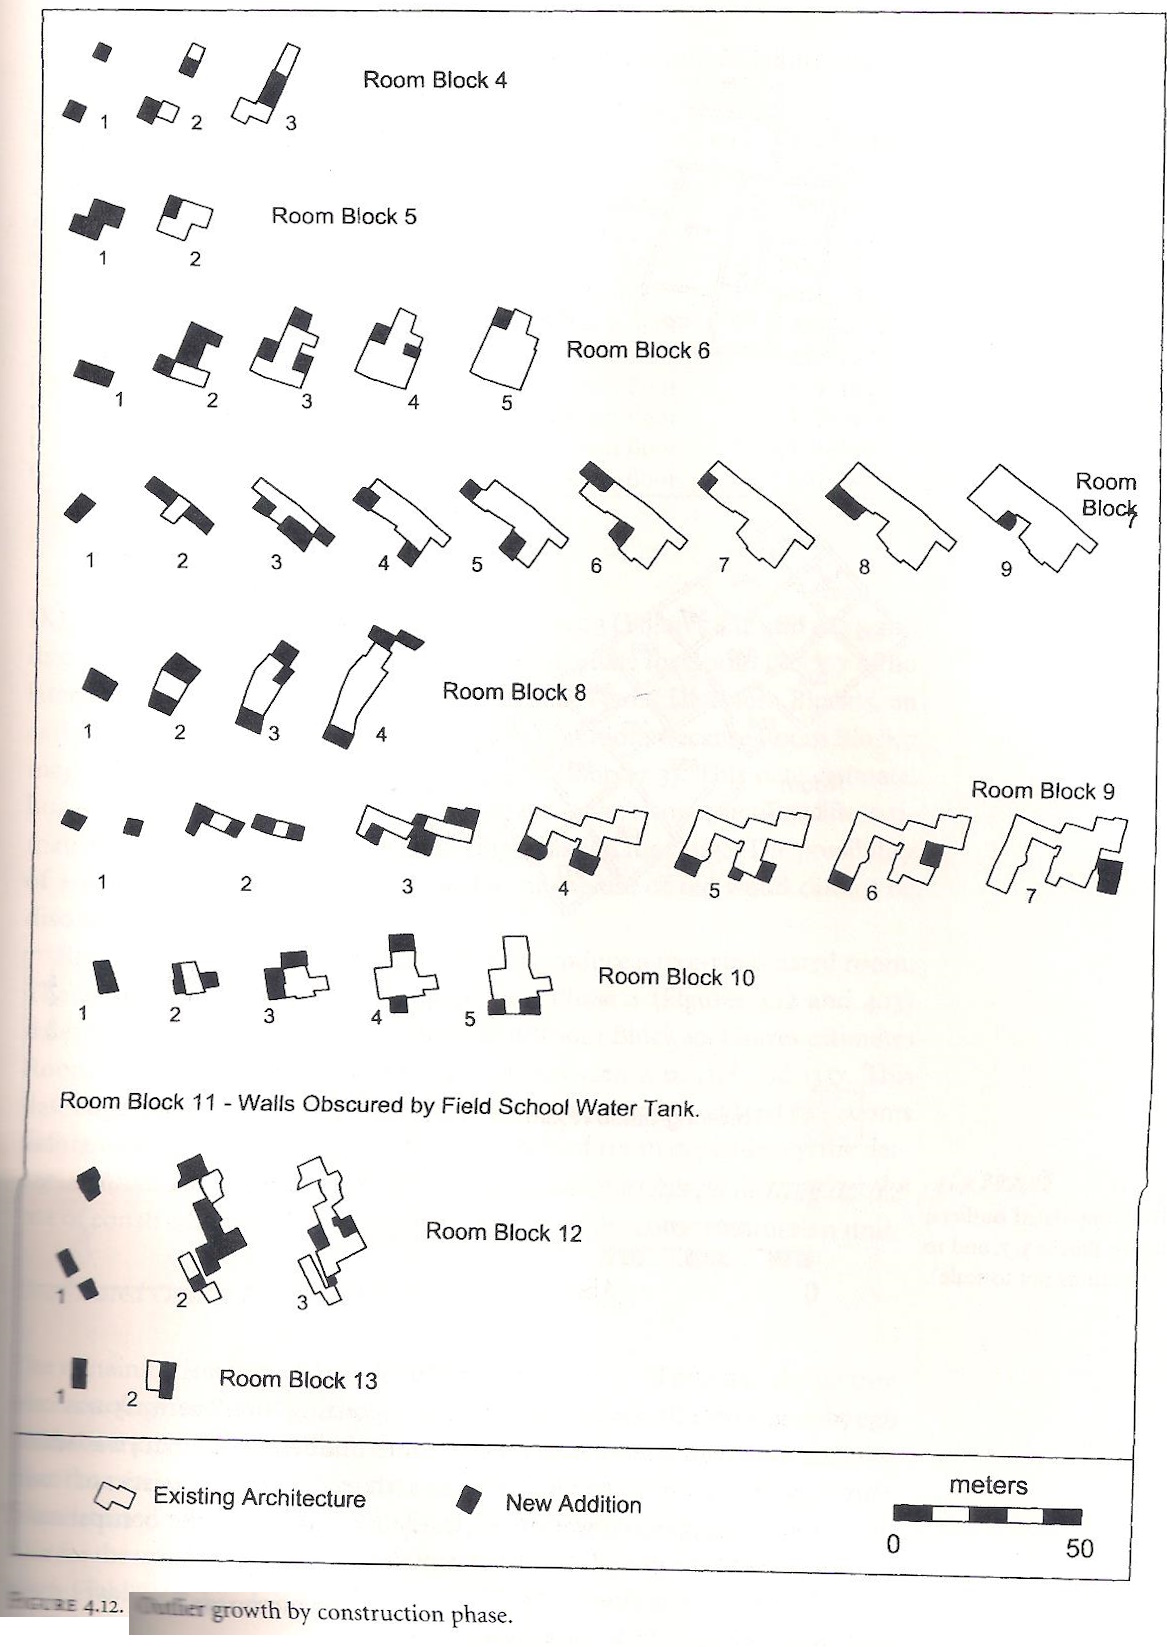 1 2 3 Room Block 4
1 2 Room Block 5
1 2 3 4 5 Room Block 6
Room
Block
7
1 2 3 4 5 6 7 8 9
1 2 3 4 Room Block 8
Room Block 9
1 2 3 4 5 6 7
1 2 3 4 5 Room Block 10
Room Block 11 - Walls Obscured by Field School Water Tank.
1 2 3 Room Block 12
1 2 Room Block 13
Existing Architecture New Addition meters
0 50
FIGURE 4.12. Outlier growth by construction phase.